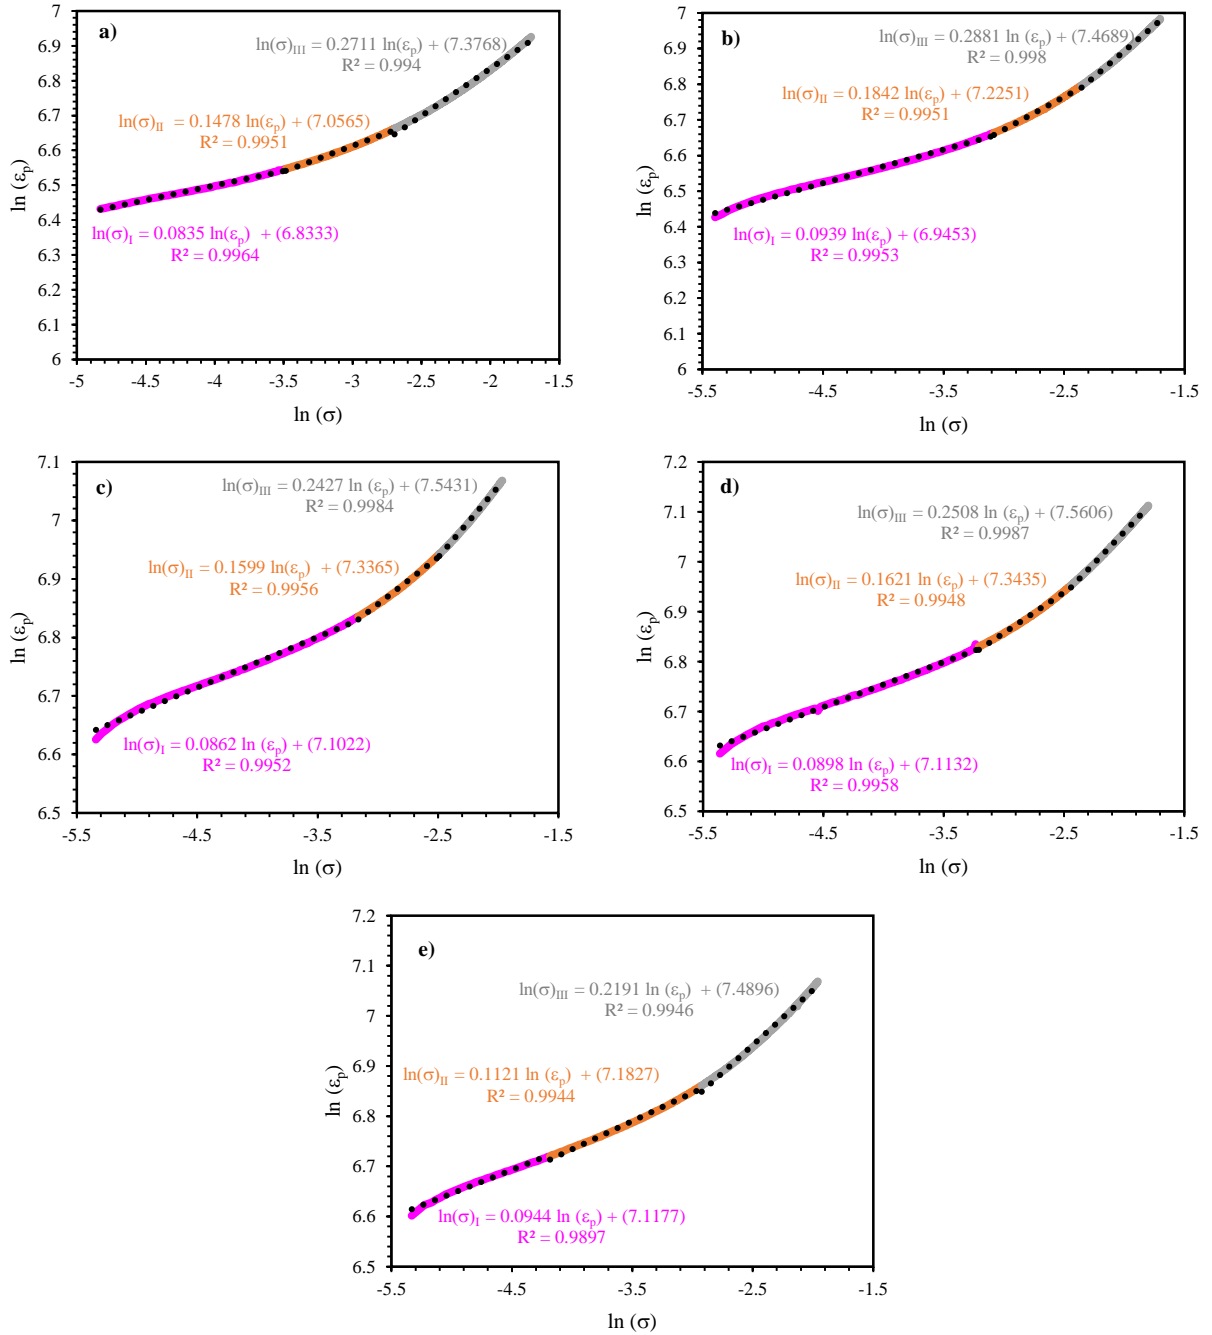 a)
ln(σ)III = 0.2711 ln(εp) + (7.3768)
R² = 0.994
ln(σ)II = 0.1478 ln(εp) + (7.0565)
R² = 0.9951
ln(σ)I = 0.0835 ln(εp) + (6.8333)
R² = 0.9964
7
6.9
6.8
6.7
6.6
6.5
6.4
6.3
6.2
6.1
6
-5
-4.5
-4
-3.5
-3
-2.5
-2
-1.5
ln (εp)
ln (σ)
b)
ln(σ)III = 0.2881 ln (εp) + (7.4689)
R² = 0.998
ln(σ)II = 0.1842 ln(εp) + (7.2251)
R² = 0.9951
ln(σ)I = 0.0939 ln(εp) + (6.9453)
R² = 0.9953
7
6.9
6.8
6.7
6.6
6.5
6.4
6.3
6.2
6.1
6
-5.5
-4.5
-3.5
-2.5
-1.5
ln (εp)
ln (σ)
c)
ln(σ)III = 0.2427 ln (εp) + (7.5431)
R² = 0.9984
ln(σ)II = 0.1599 ln(εp) + (7.3365)
R² = 0.9956
ln(σ)I = 0.0862 ln (εp) + (7.1022)
R² = 0.9952
7.1
7
6.9
6.8
6.7
6.6
6.5
-5.5
-4.5
-3.5
-2.5
-1.5
ln (εp)
ln (σ)
d)
ln(σ)III = 0.2508 ln (εp) + (7.5606)
R² = 0.9987
ln(σ)II = 0.1621 ln (εp) + (7.3435)
R² = 0.9948
ln(σ)I = 0.0898 ln (εp) + (7.1132)
R² = 0.9958
7.2
7.1
7
6.9
6.8
6.7
6.6
6.5
-5.5
-4.5
-3.5
-2.5
-1.5
ln (εp)
ln (σ)
e)
ln(σ)III = 0.2191 ln (εp) + (7.4896)
R² = 0.9946
ln(σ)II = 0.1121 ln (εp) + (7.1827)
R² = 0.9944
ln(σ)I = 0.0944 ln (εp) + (7.1177)
R² = 0.9897
7.2
7.1
7
6.9
6.8
6.7
6.6
6.5
-5.5
-4.5
-3.5
-2.5
-1.5
ln (εp)
ln (σ)